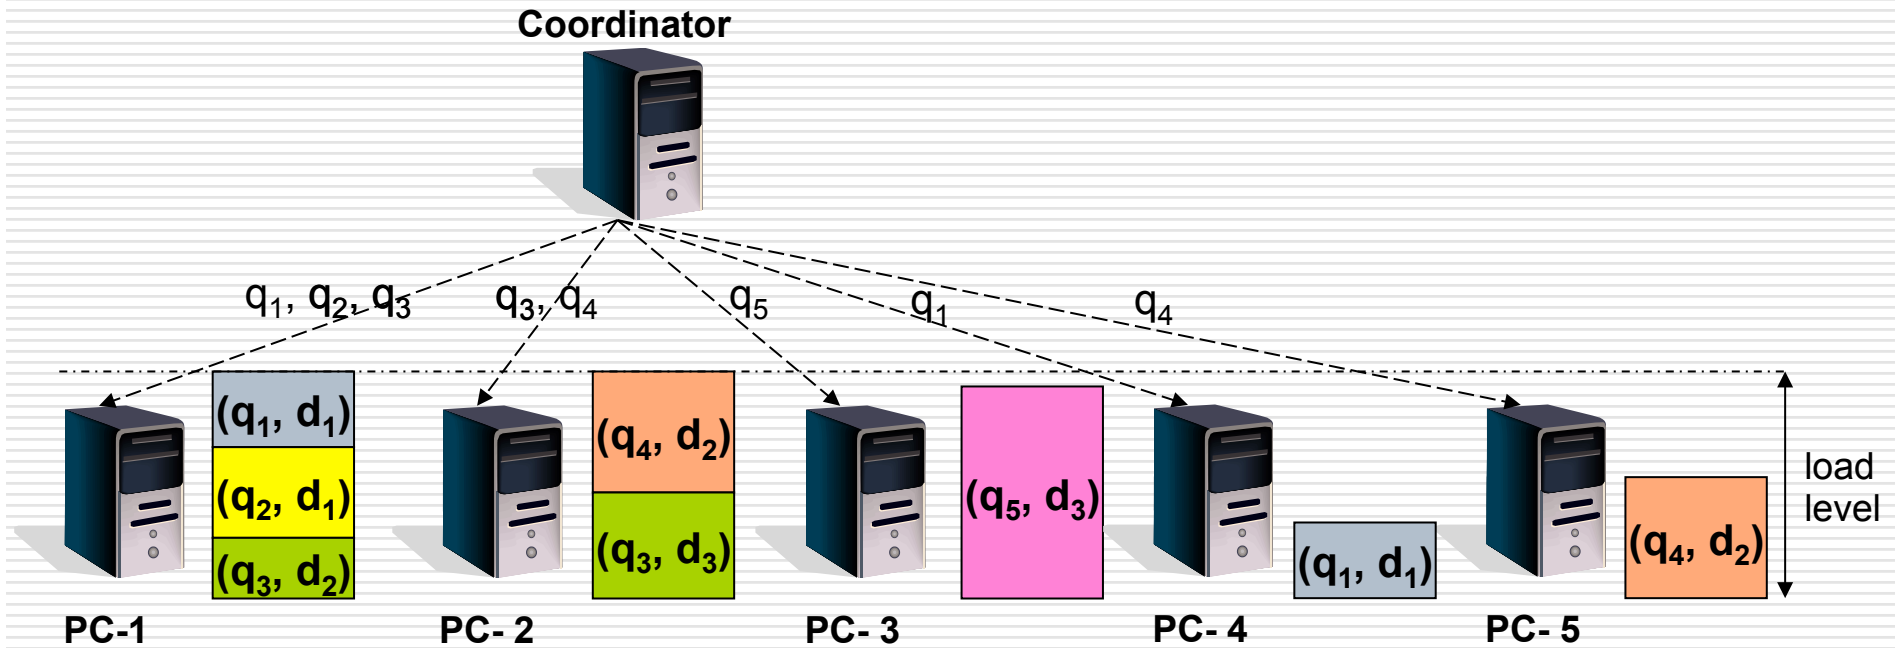 Coordinator
q₁, q₂, q₃
q₃, q₄
q₅
q₁
q₄
(q₁, d₁)
(q₂, d₁)
(q₃, d₂)
(q₄, d₂)
(q₃, d₃)
(q₅, d₃)
(q₁, d₁)
(q₄, d₂)
load
level
PC-1
PC- 2
PC- 3
PC- 4
PC- 5